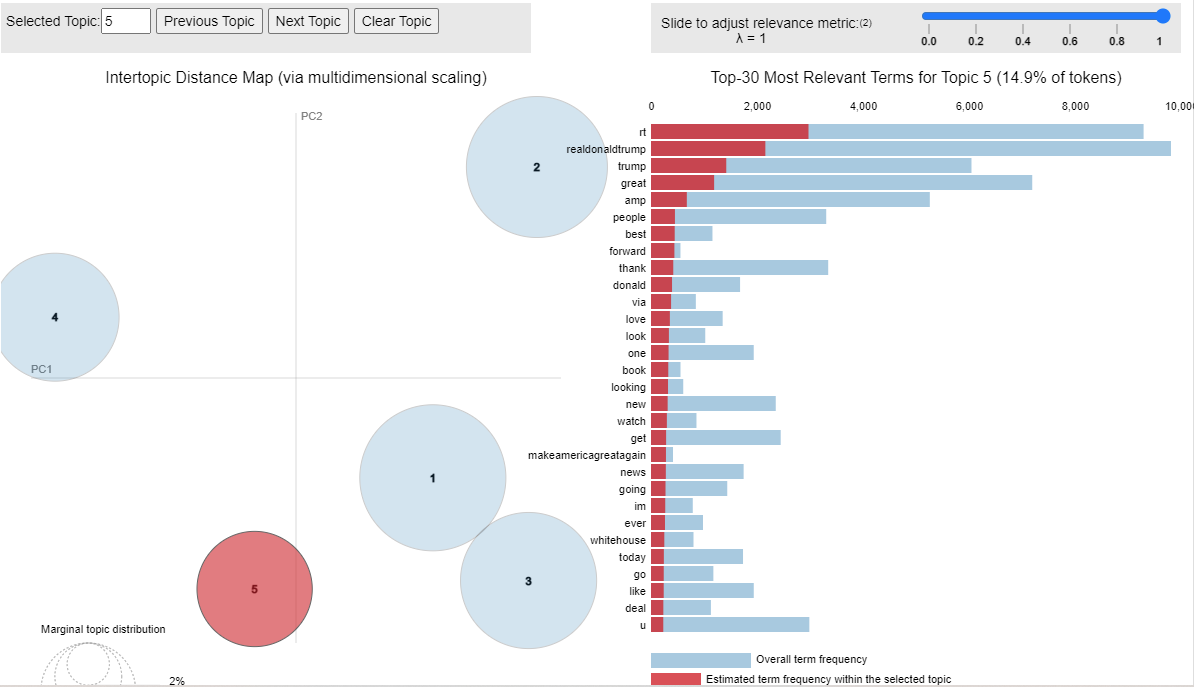 Selected Topic: 5 Previous Topic Next Topic Clear Topic
Slide to adjust relevance metric:(2)
λ = 1
0.0 0.2 0.4 0.6 0.8 1
Intertopic Distance Map (via multidimensional scaling)
PC2
2
4
PC1
1
5
3
Marginal topic distribution
2%
Top-30 Most Relevant Terms for Topic 5 (14.9% of tokens)
0 2,000 4,000 6,000 8,000 10,000
rt
realdonaldtrump
trump
great
amp
people
best
forward
thank
donald
via
love
look
one
book
looking
new
watch
get
makeamericagreatagain
news
going
im
ever
whitehouse
today
go
like
deal
u
Overall term frequency
Estimated term frequency within the selected topic